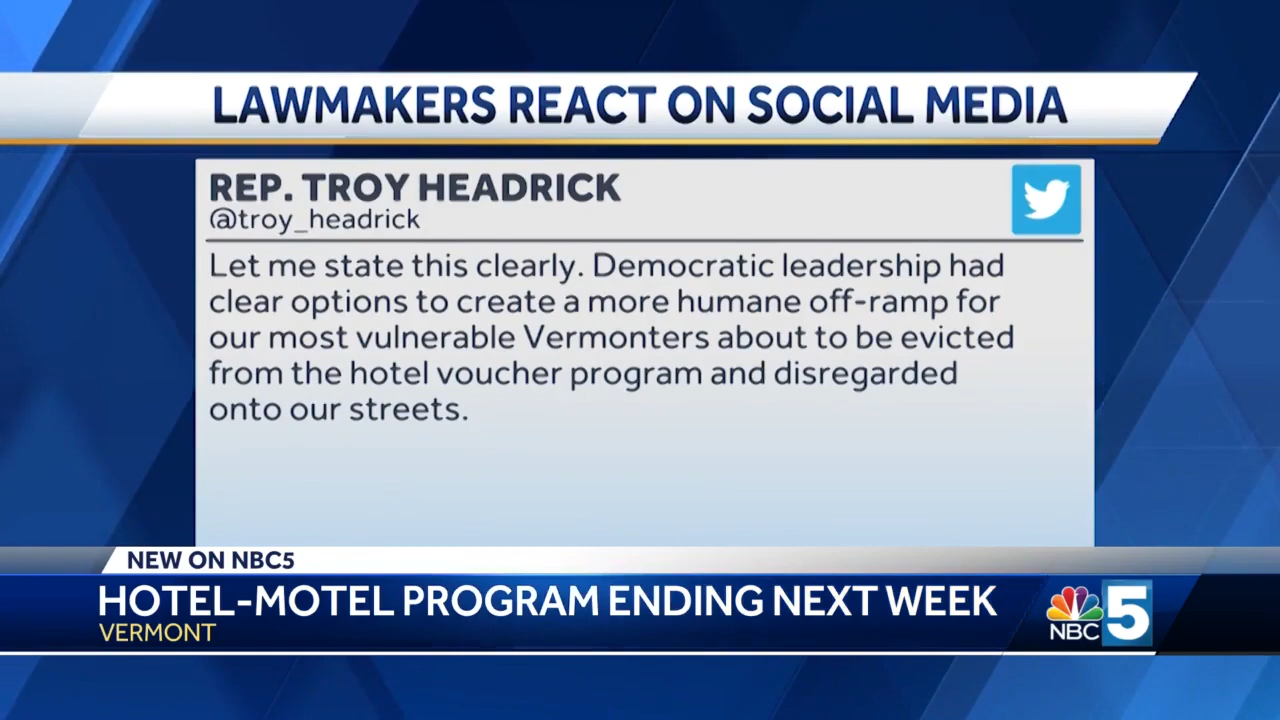 LAWMAKERS REACT ON SOCIAL MEDIA
REP. TROY HEADRICK
@troy_headrick
Let me state this clearly. Democratic leadership had
clear options to create a more humane off-ramp for
our most vulnerable Vermonters about to be evicted
from the hotel voucher program and disregarded
onto our streets.
NEW ON NBC5
HOTEL-MOTEL PROGRAM ENDING NEXT WEEK
VERMONT
NBC 5